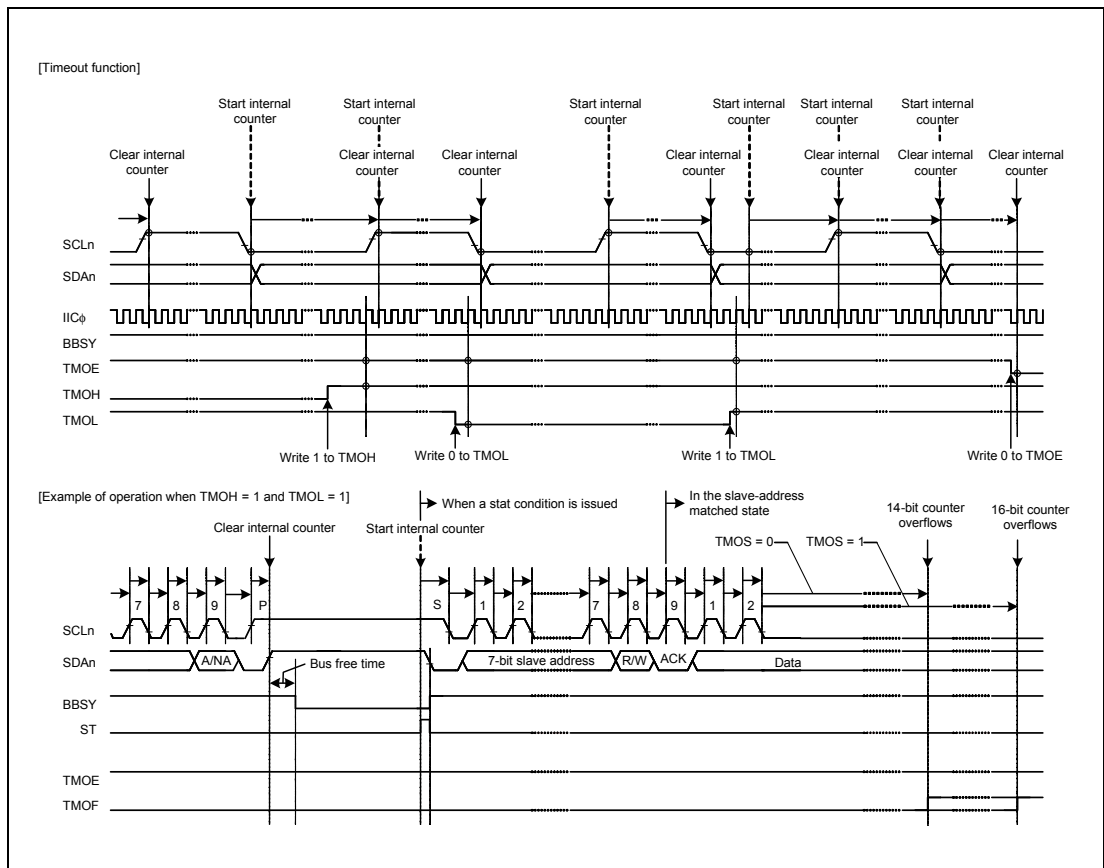 [Timeout function]
Start internal counter
Start internal counter
Start internal counter
Start internal counter
Start internal counter
Start internal counter
Clear internal counter
Clear internal counter
Clear internal counter
Clear internal counter
Clear internal counter
Clear internal counter
Clear internal counter
SCLn
SDAn
IICϕ
BBSY
TMOE
TMOH
TMOL
Write 1 to TMOH
Write 0 to TMOL
Write 1 to TMOL
Write 0 to TMOE
[Example of operation when TMOH = 1 and TMOL = 1]
When a stat condition is issued
In the slave-address matched state
Clear internal counter
Start internal counter
14-bit counter overflows
16-bit counter overflows
TMOS = 0
TMOS = 1
7 8 9 P S 1 2 7 8 9 1 2
SCLn
SDAn
A/NA
Bus free time
7-bit slave address
R/W
ACK
Data
BBSY
ST
TMOE
TMOF